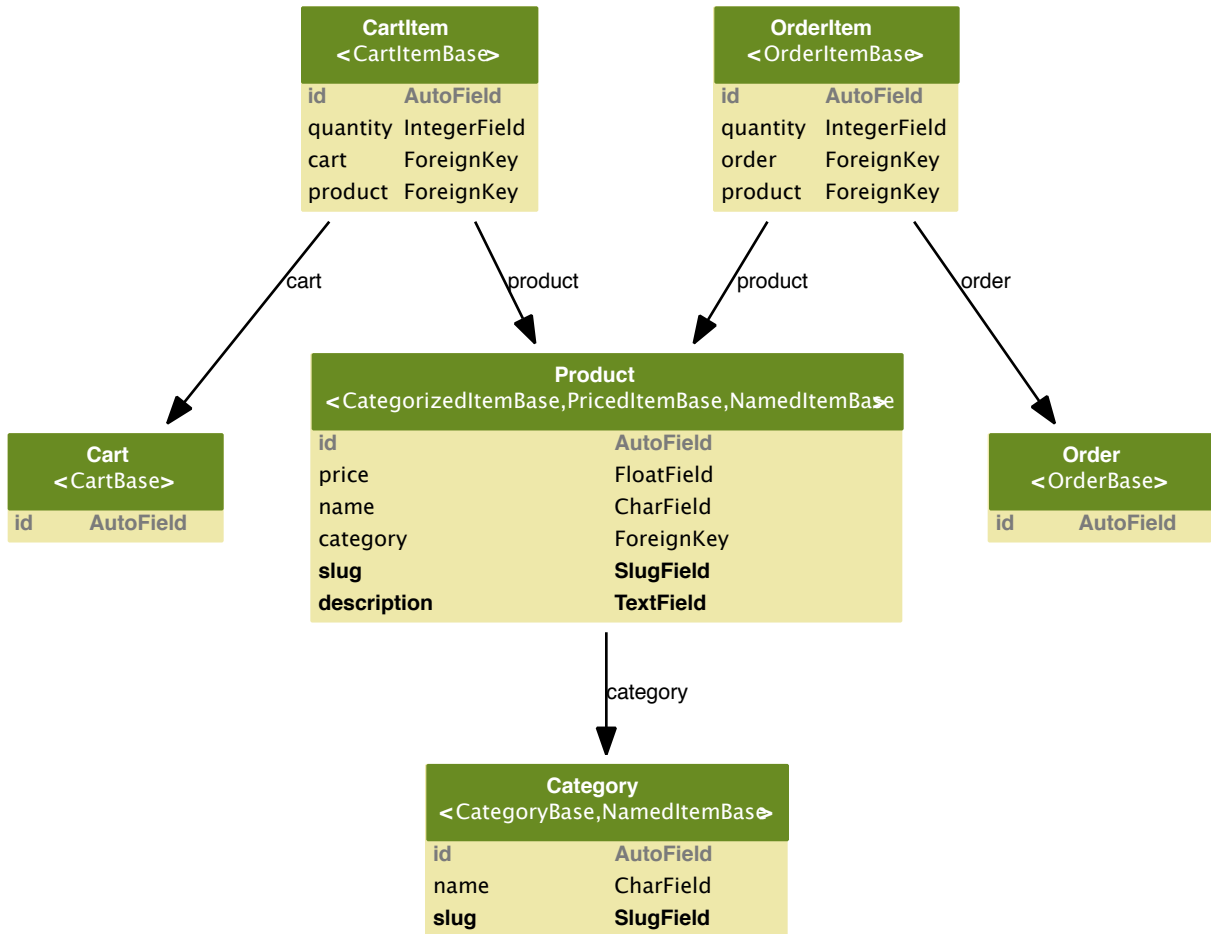 CartItem
<CartItemBase>
id AutoField
quantity IntegerField
cart ForeignKey
product ForeignKey
OrderItem
<OrderItemBase>
id AutoField
quantity IntegerField
order ForeignKey
product ForeignKey
cart
product
product
order
Product
<CategorizedItemBase,PricedItemBase,NamedItemBase>
id AutoField
price FloatField
name CharField
category ForeignKey
slug SlugField
description TextField
Cart
<CartBase>
id AutoField
Order
<OrderBase>
id AutoField
category
Category
<CategoryBase,NamedItemBase>
id AutoField
name CharField
slug SlugField